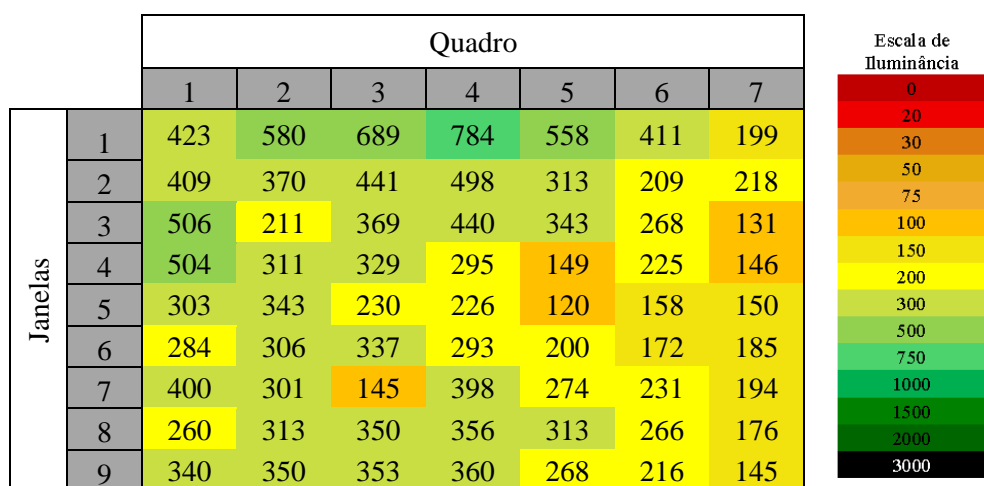 Quadro
1 2 3 4 5 6 7
Janelas
1 423 580 689 784 558 411 199
2 409 370 441 498 313 209 218
3 506 211 369 440 343 268 131
4 504 311 329 295 149 225 146
5 303 343 230 226 120 158 150
6 284 306 337 293 200 172 185
7 400 301 145 398 274 231 194
8 260 313 350 356 313 266 176
9 340 350 353 360 268 216 145
Escala de
Iluminância
0
20
30
50
75
100
150
200
300
500
750
1000
1500
2000
3000